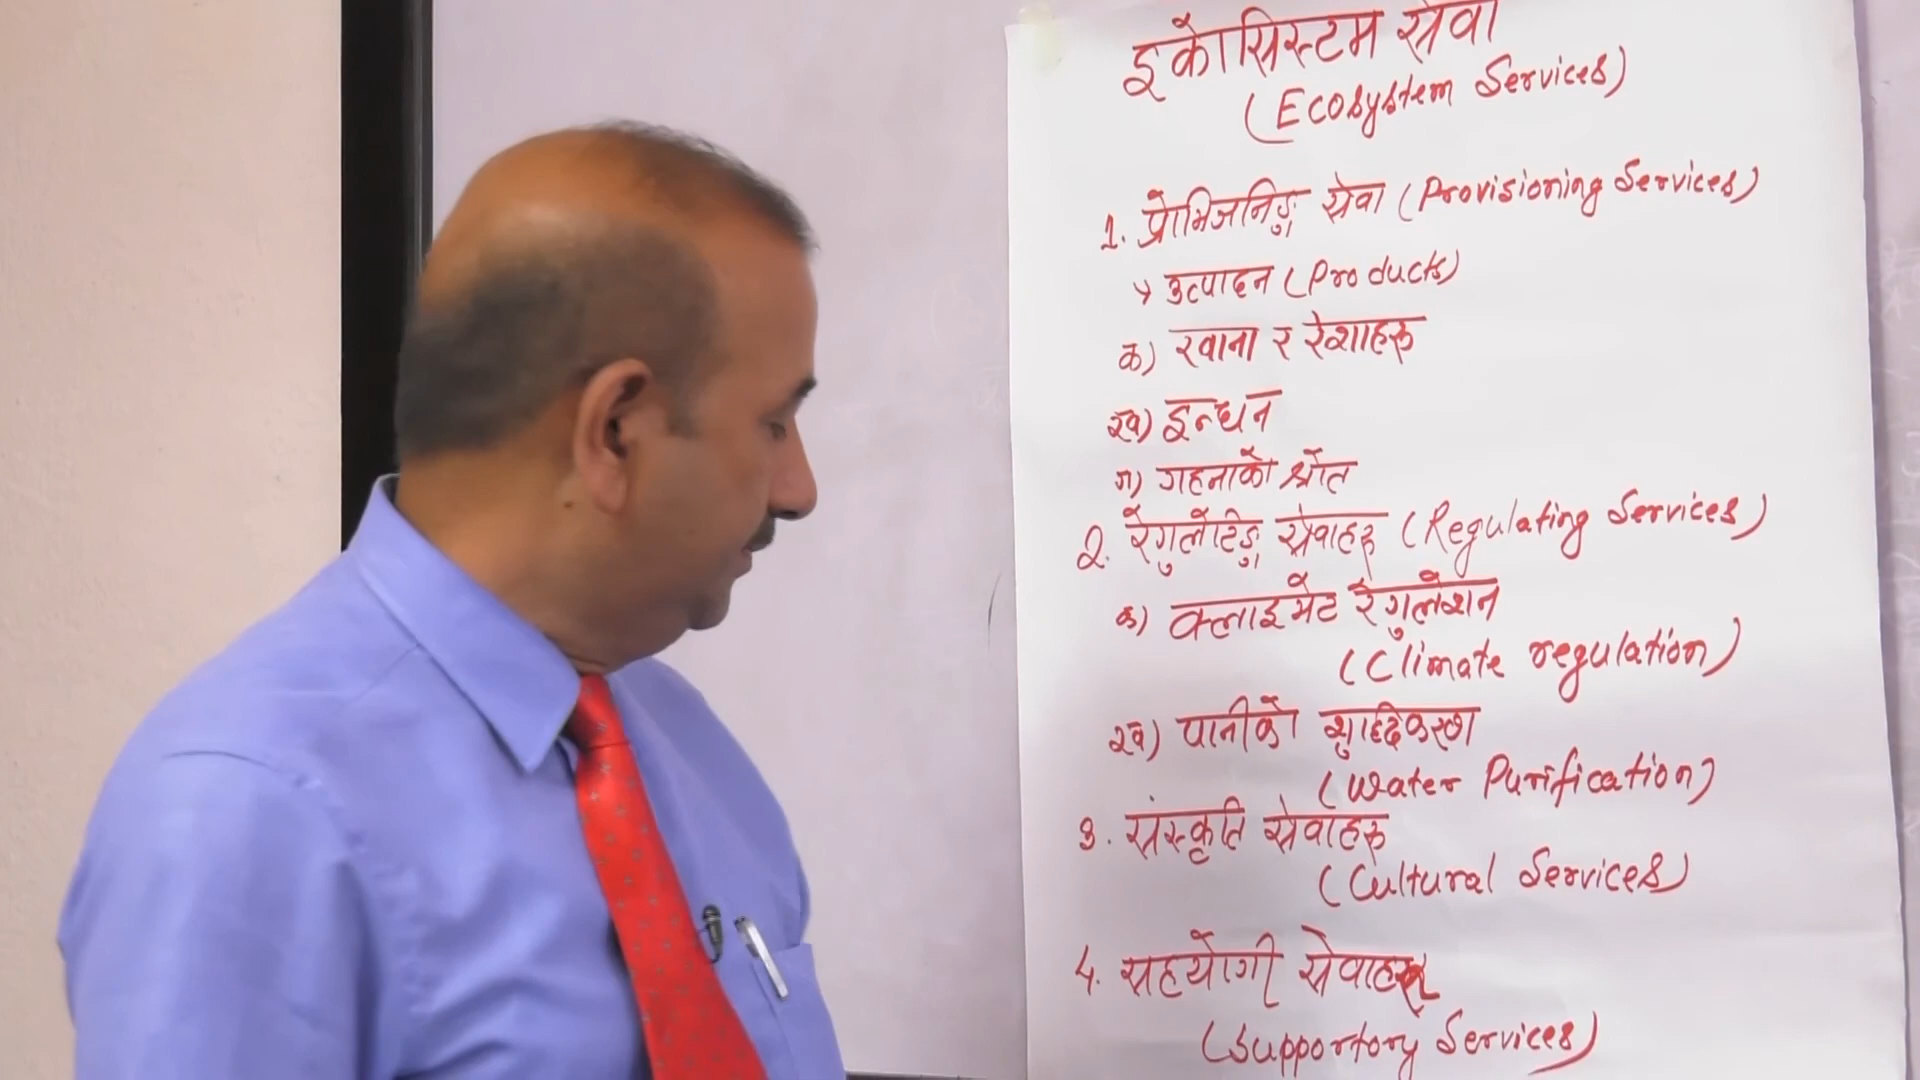 इकोसिस्टम सेवा
(Ecosystem Services)
1. प्रोभिजनिङ्ग सेवा (Provisioning Services)
> उत्पादन (Products)
क) खाना र रेशाहरू
ख) इन्धन
ग) गहनाको श्रोत
2. रेगुलेटिङ्ग सेवाहरू (Regulating Services)
क) क्लाइमेट रेगुलेशन
(Climate regulation)
ख) पानीको शुद्दिकरण
(Water Purification)
3. संस्कृति सेवाहरू
(Cultural Services)
4. सहयोगी सेवाहरू
(Supportory Services)